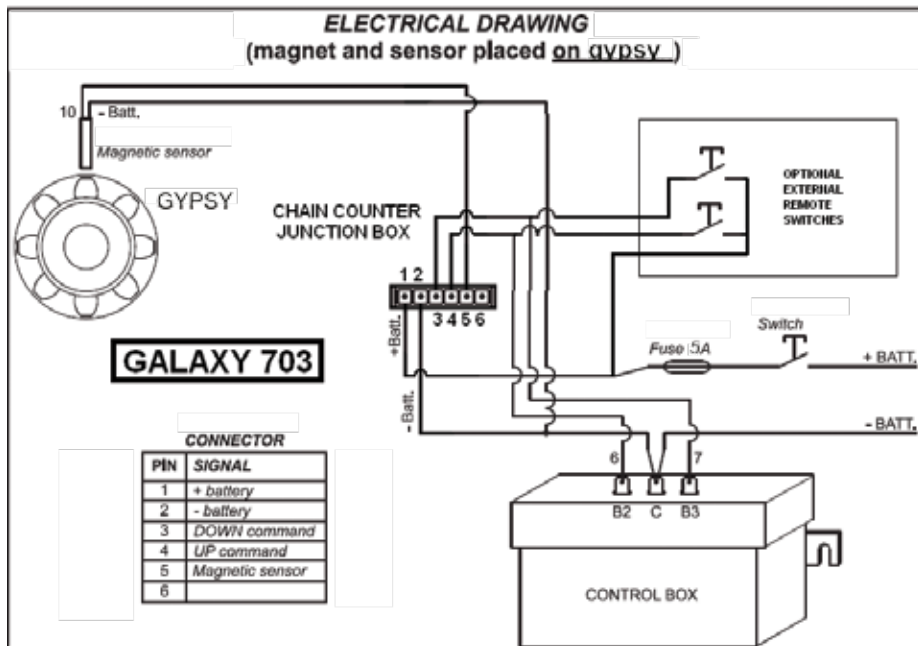 ELECTRICAL DRAWING
(magnet and sensor placed on gypsy )
10
- Batt.
Magnetic sensor
GYPSY
CHAIN COUNTER
JUNCTION BOX
OPTIONAL
EXTERNAL
REMOTE
SWITCHES
1 2
3 4 5 6
+Batt.
- Batt.
GALAXY 703
Fuse 5A
Switch
+ BATT.
- BATT.
CONNECTOR
PIN SIGNAL
1 + battery
2 - battery
3 DOWN command
4 UP command
5 Magnetic sensor
6
6 7
B2 C B3
CONTROL BOX